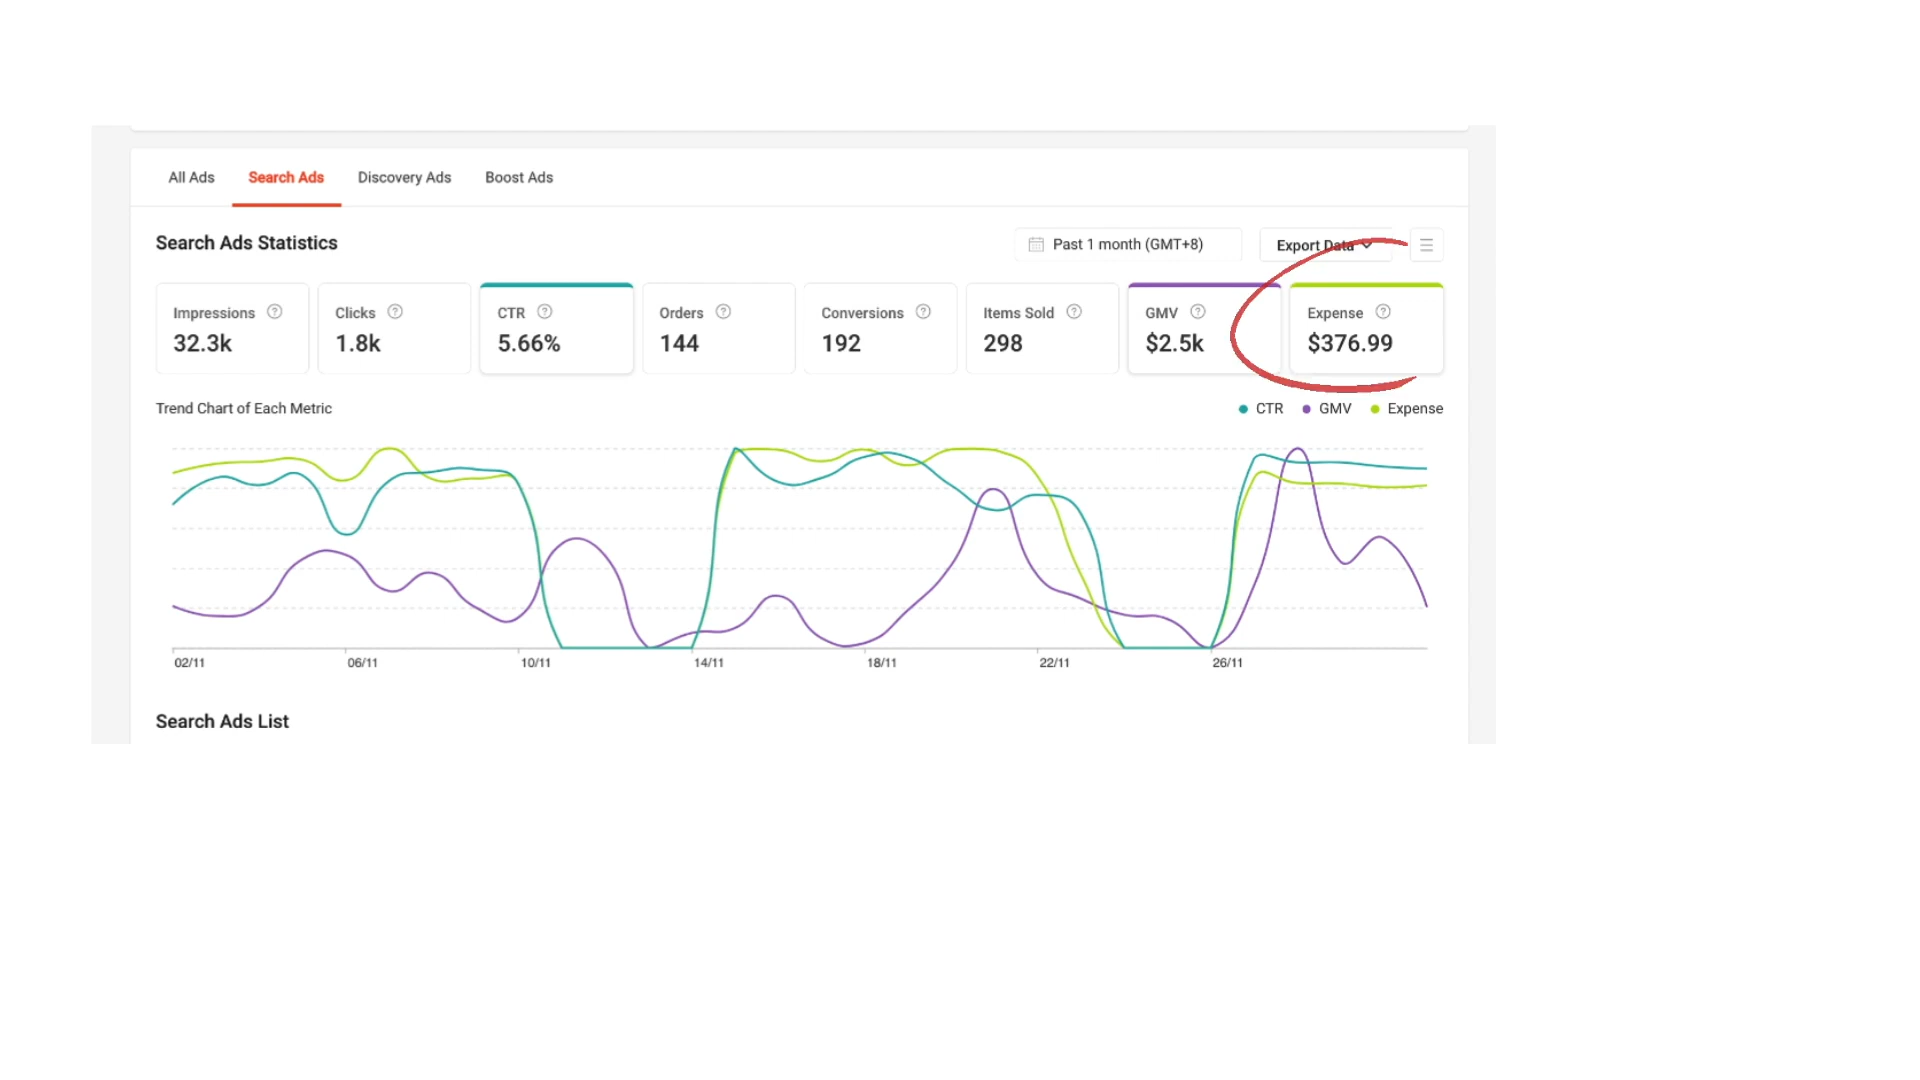 All Ads Search Ads Discovery Ads Boost Ads
Search Ads Statistics
Past 1 month (GMT+8)
Export Data
Impressions ? Clicks ? CTR ? Orders ? Conversions ? Items Sold ? GMV ? Expense ?
32.3k 1.8k 5.66% 144 192 298 $2.5k $376.99
Trend Chart of Each Metric
CTR GMV Expense
02/11 06/11 10/11 14/11 18/11 22/11 26/11
Search Ads List